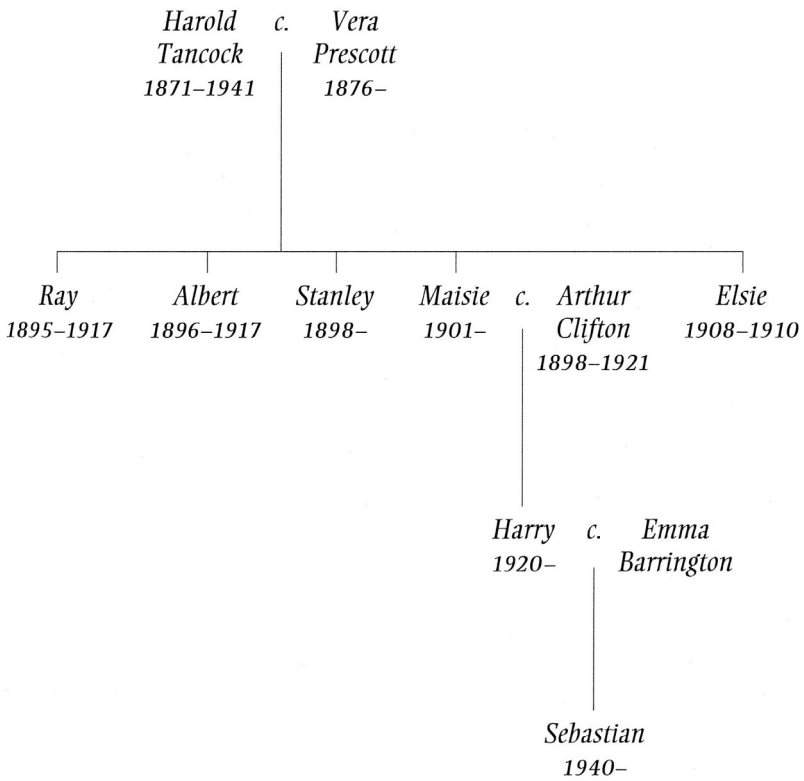 Harold c. Vera
Tancock Prescott
1871–1941 1876–
Ray Albert Stanley Maisie c. Arthur Elsie
1895–1917 1896–1917 1898– 1901– Clifton 1908–1910
1898–1921
Harry c. Emma
1920– Barrington
Sebastian
1940–